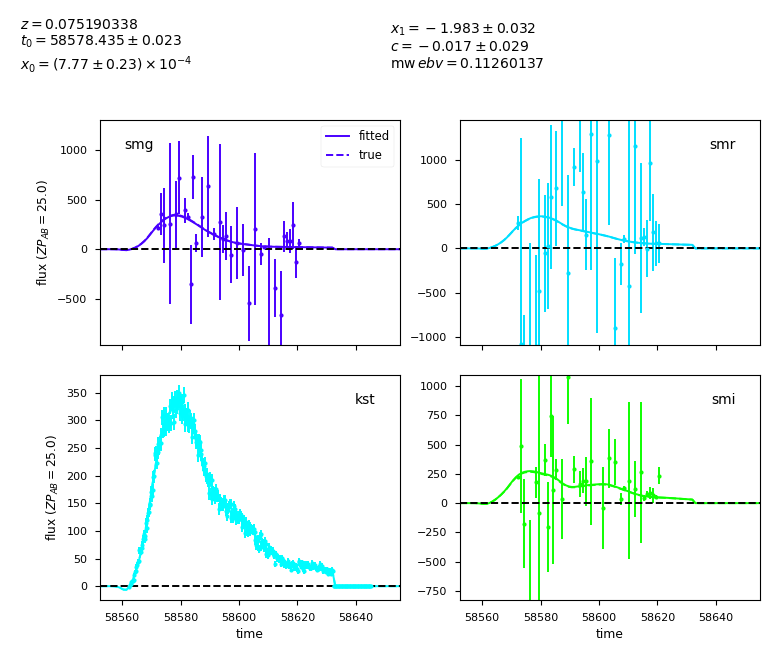 z = 0.075190338
t₀ = 58578.435 ± 0.023
x₀ = (7.77 ± 0.23) × 10⁻⁴
x₁ = −1.983 ± 0.032
c = −0.017 ± 0.029
mw ebv = 0.11260137
smg
fitted
true
1000
500
0
−500
flux (ZP_AB = 25.0)
smr
1000
500
0
−500
−1000
kst
350
300
250
200
150
100
50
0
flux (ZP_AB = 25.0)
58560 58580 58600 58620 58640
time
smi
1000
750
500
250
0
−250
−500
−750
58560 58580 58600 58620 58640
time